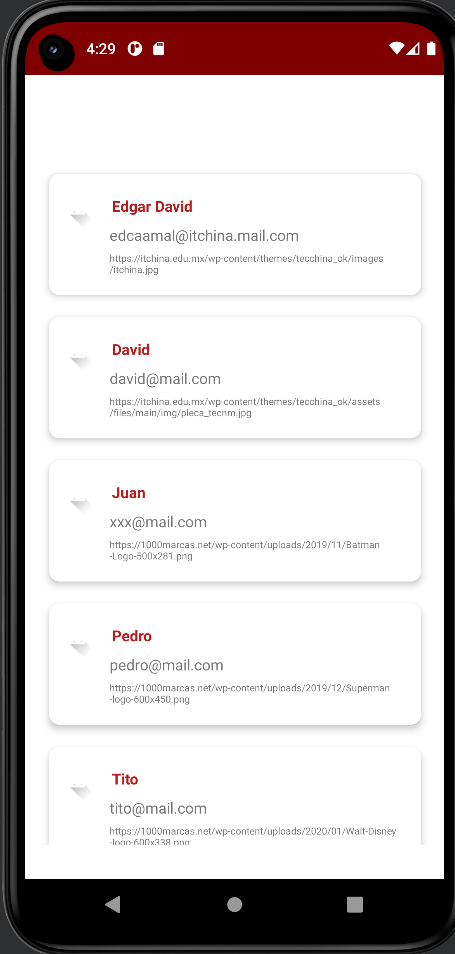 4:29
Edgar David
edcaamal@itchina.mail.com
https://itchina.edu.mx/wp-content/themes/tecchina_ok/images
/itchina.jpg
David
david@mail.com
https://itchina.edu.mx/wp-content/themes/tecchina_ok/assets
/files/main/img/pleca_tecnm.jpg
Juan
xxx@mail.com
https://1000marcas.net/wp-content/uploads/2019/11/Batman
-Logo-500x281.png
Pedro
pedro@mail.com
https://1000marcas.net/wp-content/uploads/2019/12/Superman
-logo-600x450.png
Tito
tito@mail.com
https://1000marcas.net/wp-content/uploads/2020/01/Walt-Disney
-logo-600x338.png